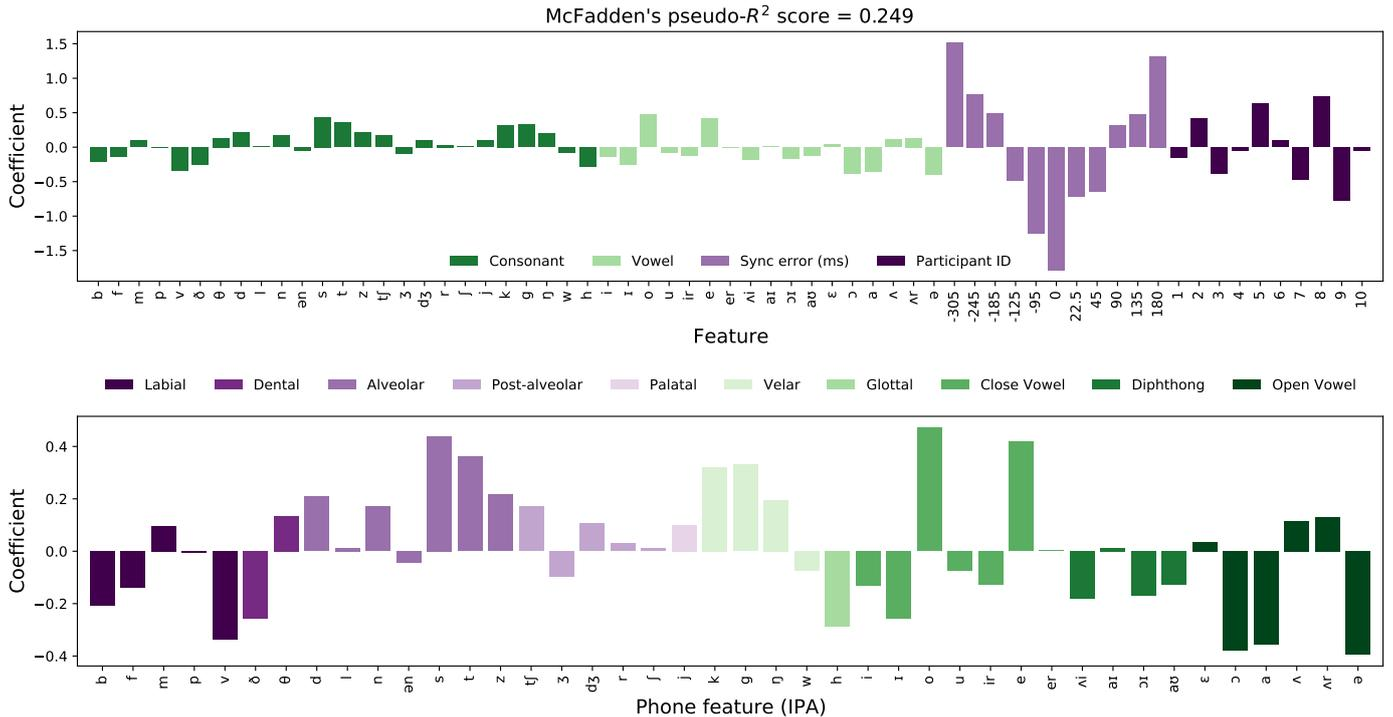 McFadden's pseudo-R² score = 0.249
Coefficient
1.5
1.0
0.5
0.0
−0.5
−1.0
−1.5
Consonant Vowel Sync error (ms) Participant ID
b f m p v ð θ d l n ən s t z tʃ ʒ dʒ r ʃ j k g ŋ w h i ɪ o u ir e er ʌi aɪ ɔɪ aʊ ɛ ɔ a ʌ ʌr ə -305 -245 -185 -125 -95 0 22.5 45 90 135 180 1 2 3 4 5 6 7 8 9 10
Feature
Labial Dental Alveolar Post-alveolar Palatal Velar Glottal Close Vowel Diphthong Open Vowel
Coefficient
0.4
0.2
0.0
−0.2
−0.4
b f m p v ð θ d l n ən s t z tʃ ʒ dʒ r ʃ j k g ŋ w h i ɪ o u ir e er ʌi aɪ ɔɪ aʊ ɛ ɔ a ʌ ʌr ə
Phone feature (IPA)